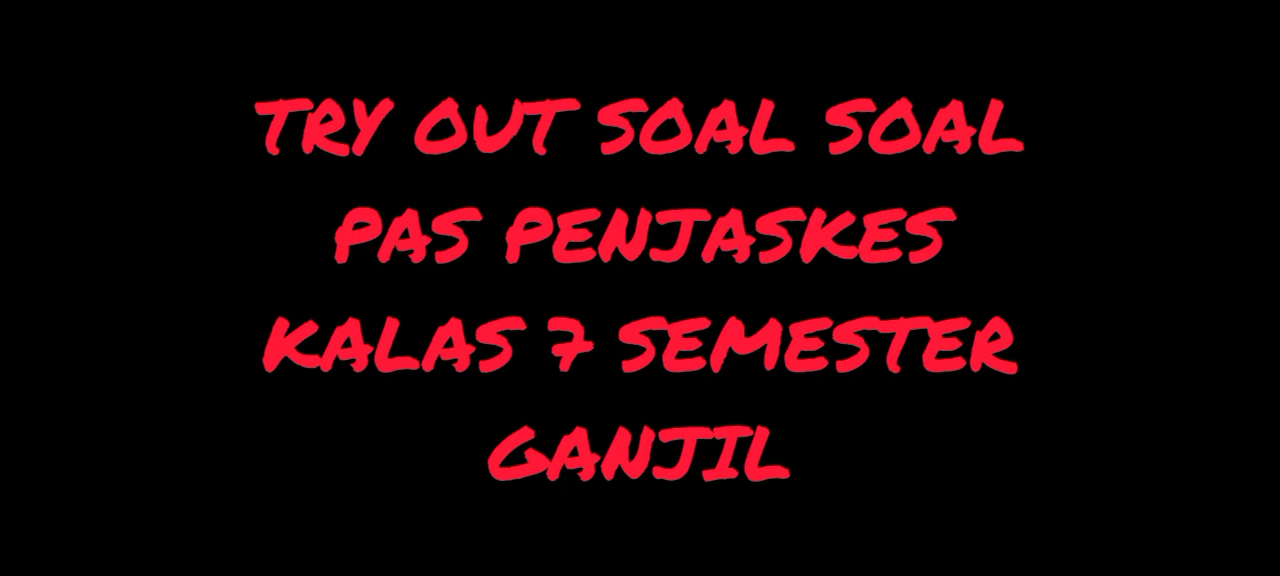 TRY OUT SOAL SOAL
PAS PENJASKES
KALAS 7 SEMESTER
GANJIL